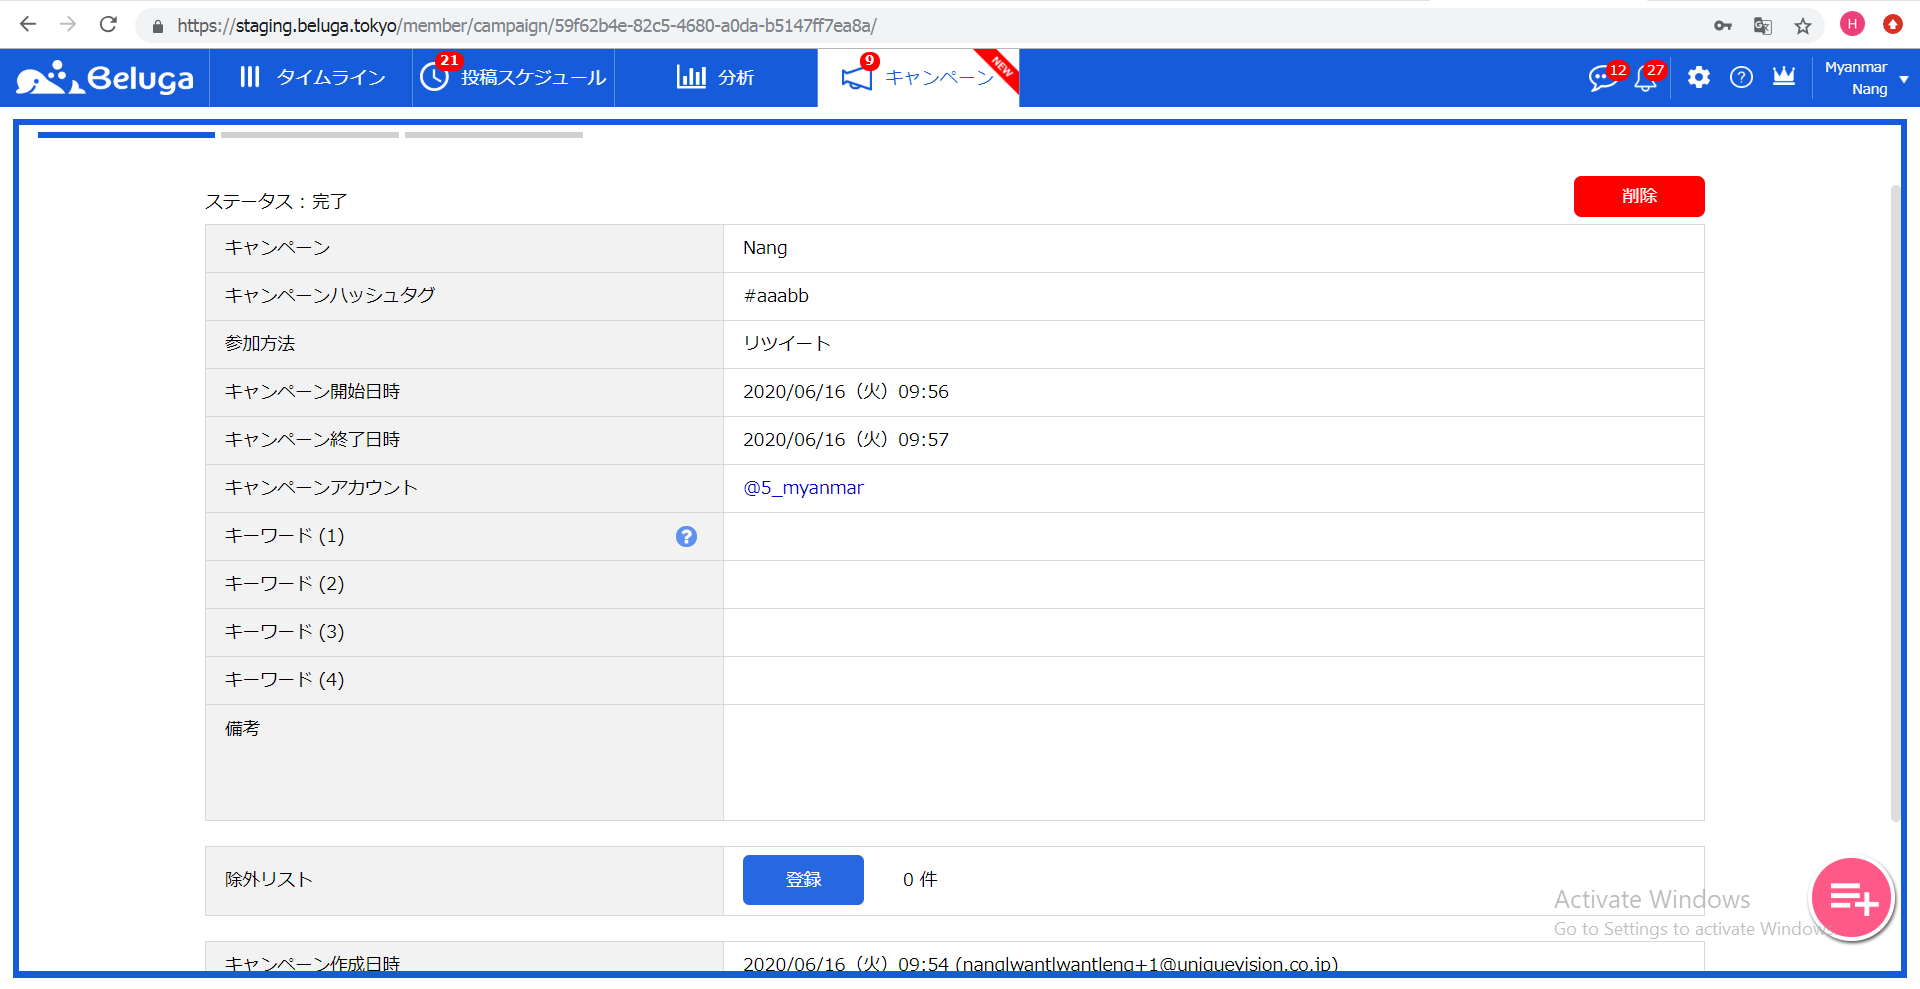 https://staging.beluga.tokyo/member/campaign/59f62b4e-82c5-4680-a0da-b5147ff7ea8a/
H
Beluga
タイムライン
21
投稿スケジュール
分析
9
キャンペーン
NEW
12
27
?
Myanmar
Nang
ステータス：完了
削除
キャンペーン
Nang
キャンペーンハッシュタグ
#aaabb
参加方法
リツイート
キャンペーン開始日時
2020/06/16（火）09:56
キャンペーン終了日時
2020/06/16（火）09:57
キャンペーンアカウント
@5_myanmar
キーワード (1)
?
キーワード (2)
キーワード (3)
キーワード (4)
備考
除外リスト
登録
0 件
Activate Windows
Go to Settings to activate Windows
キャンペーン作成日時
2020/06/16（火）09:54 (nanglwantlwantleng+1@uniquevision.co.jp)